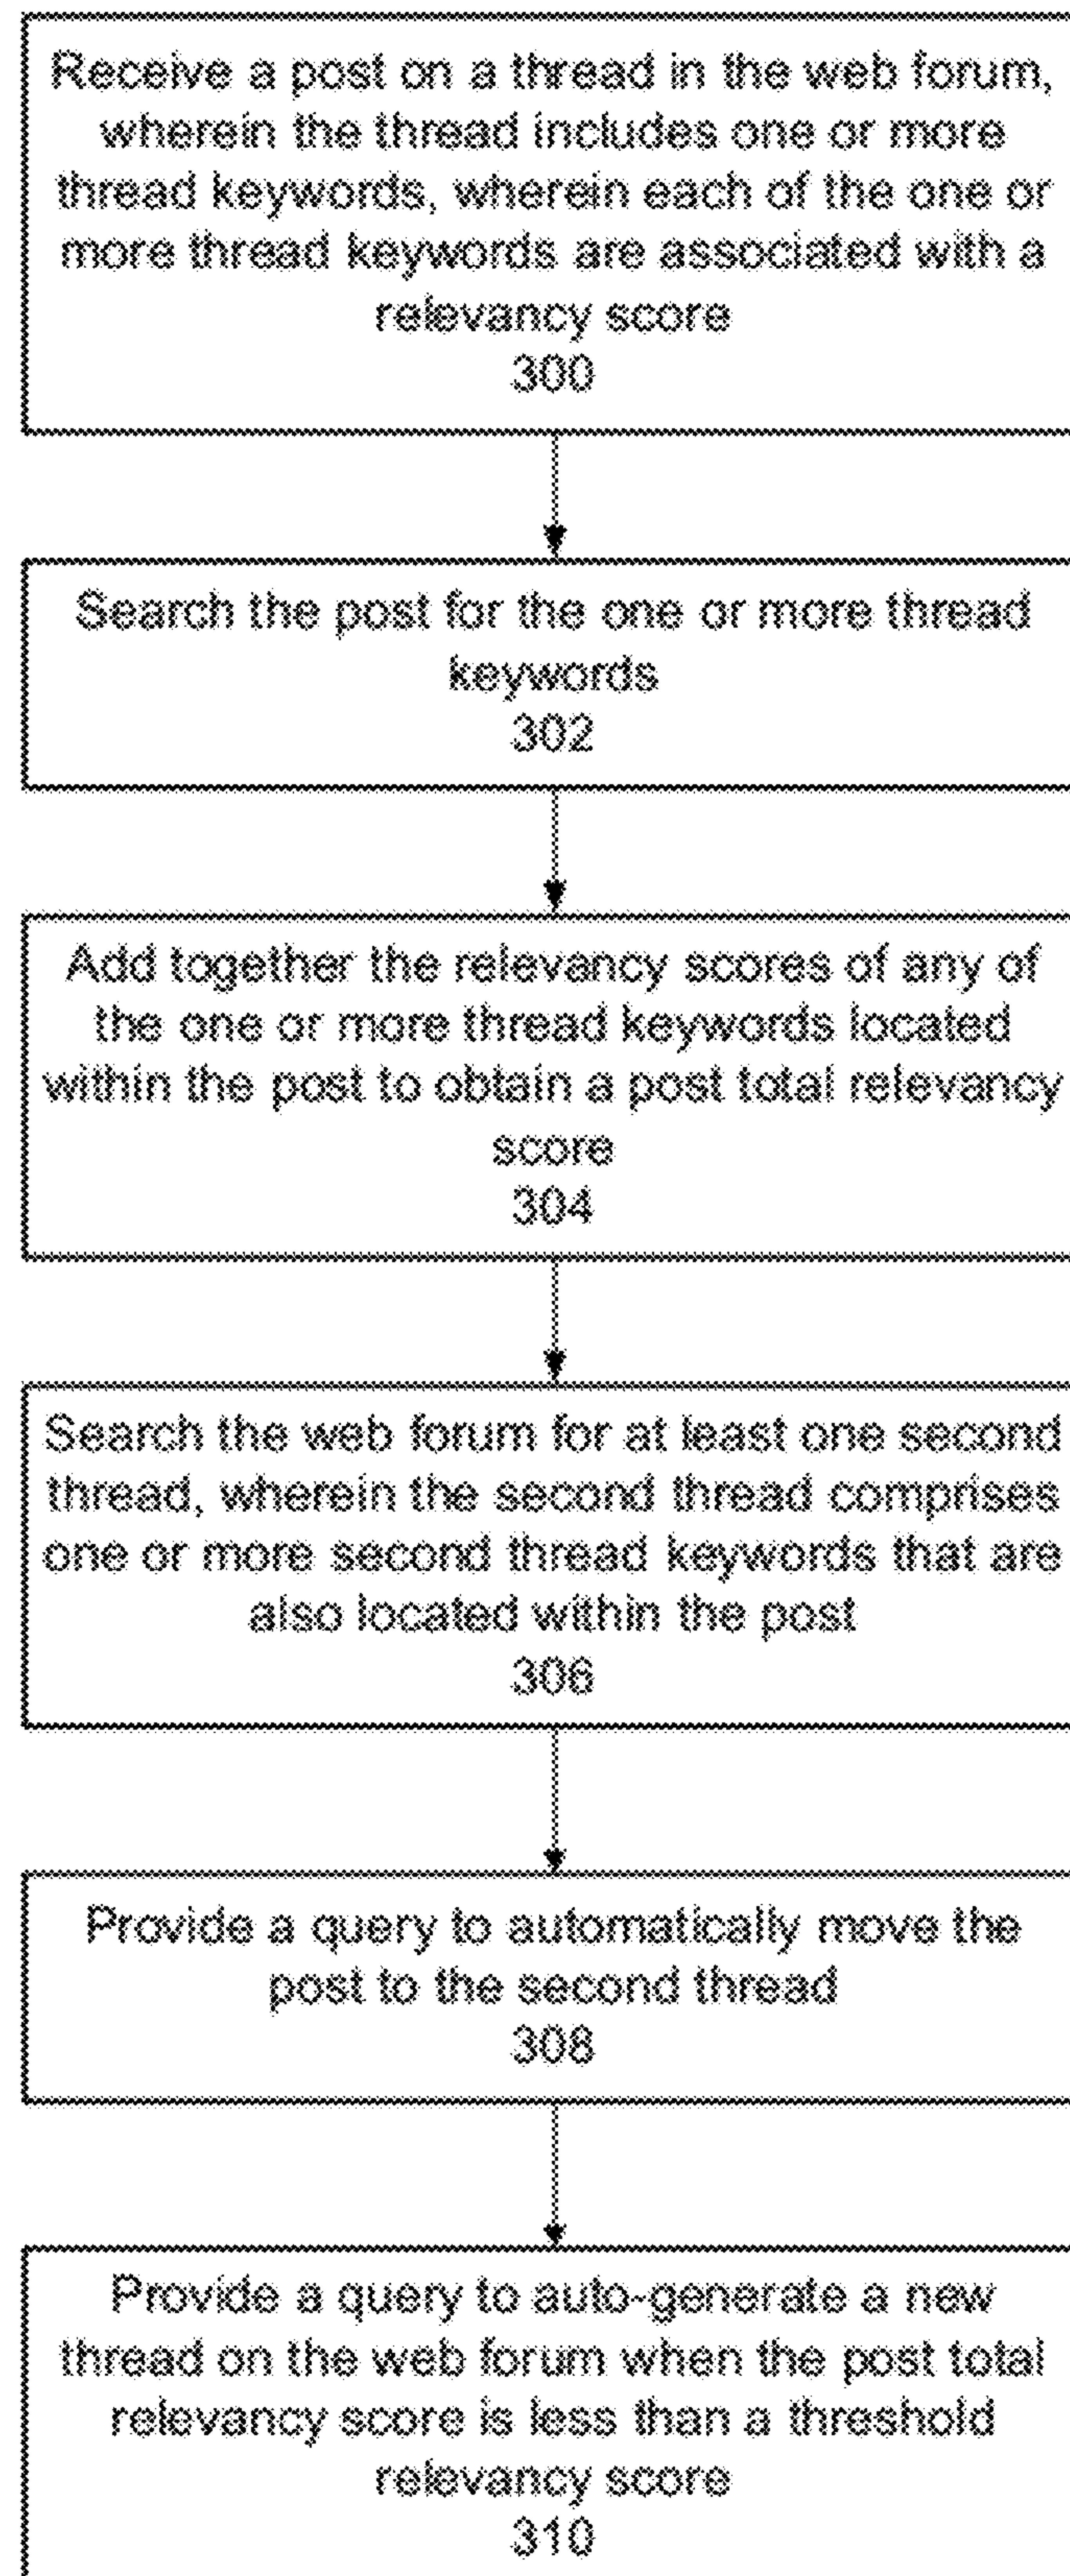 Receive a post on a thread in the web forum,
wherein the thread includes one or more
thread keywords, wherein each of the one or
more thread keywords are associated with a
relevancy score
300
Search the post for the one or more thread
keywords
302
Add together the relevancy scores of any of
the one or more thread keywords located
within the post to obtain a post total relevancy
score
304
Search the web forum for at least one second
thread, wherein the second thread comprises
one or more second thread keywords that are
also located within the post
306
Provide a query to automatically move the
post to the second thread
308
Provide a query to auto-generate a new
thread on the web forum when the post total
relevancy score is less than a threshold
relevancy score
310